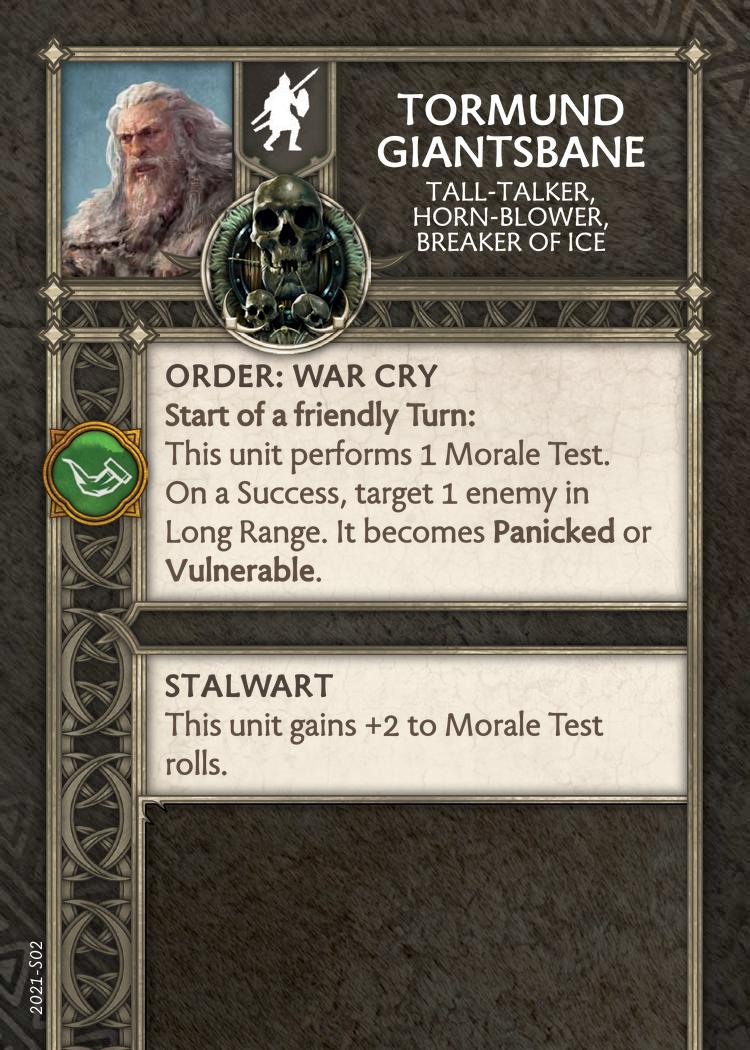 TORMUND
GIANTSBANE
TALL-TALKER,
HORN-BLOWER,
BREAKER OF ICE
ORDER: WAR CRY
Start of a friendly Turn:
This unit performs 1 Morale Test.
On a Success, target 1 enemy in
Long Range. It becomes Panicked or
Vulnerable.
STALWART
This unit gains +2 to Morale Test
rolls.
2021-S02